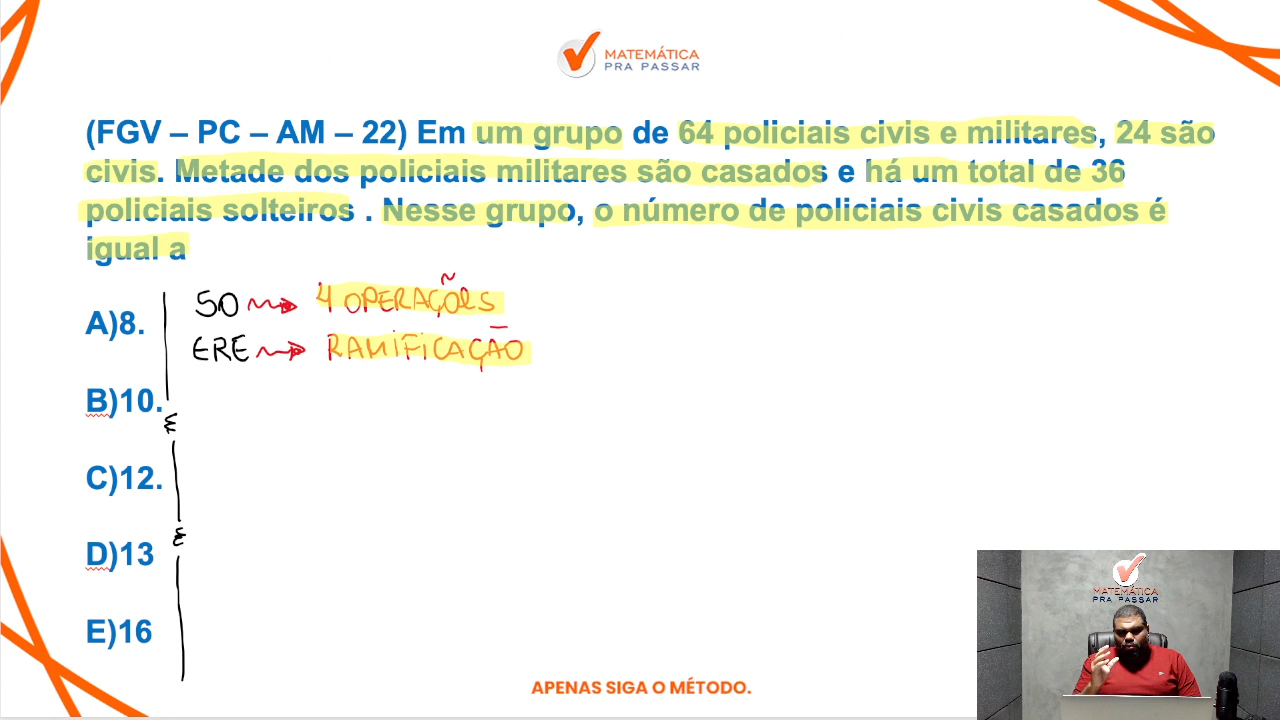 MATEMÁTICA
PRA PASSAR
(FGV – PC – AM – 22) Em um grupo de 64 policiais civis e militares, 24 são
civis. Metade dos policiais militares são casados e há um total de 36
policiais solteiros . Nesse grupo, o número de policiais civis casados é
igual a
SO 4 OPERAÇÕES
ERE RAMIFICAÇÃO
A)8.
B)10.
C)12.
D)13
E)16
MATEMÁTICA
PRA PASSAR
APENAS SIGA O MÉTODO.